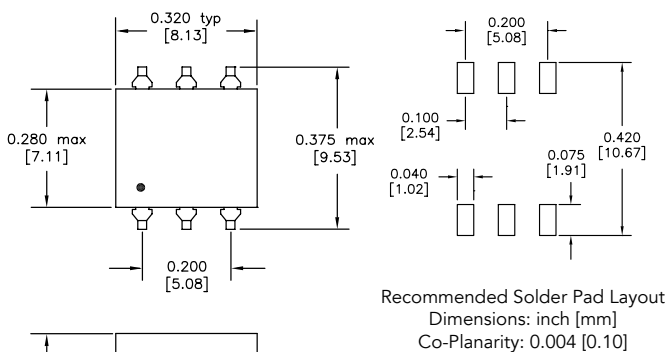 0.320 typ
[8.13]
0.280 max
[7.11]
0.375 max
[9.53]
0.200
[5.08]
0.200
[5.08]
0.100
[2.54]
0.420
[10.67]
0.040
[1.02]
0.075
[1.91]
Recommended Solder Pad Layout
Dimensions: inch [mm]
Co-Planarity: 0.004 [0.10]